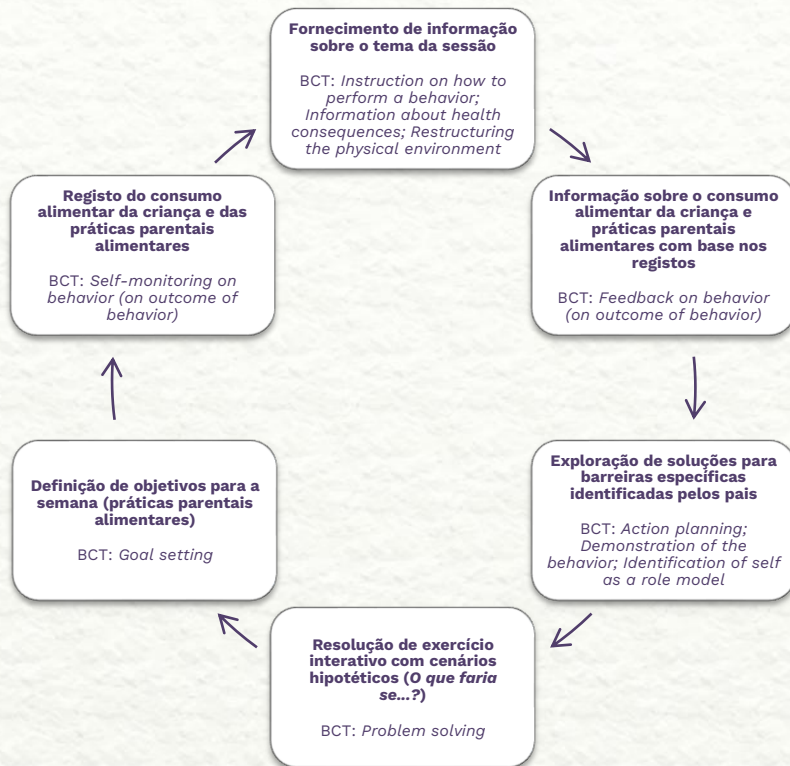 Fornecimento de informação
sobre o tema da sessão
BCT: Instruction on how to
perform a behavior;
Information about health
consequences; Restructuring
the physical environment
Informação sobre o consumo
alimentar da criança e
práticas parentais
alimentares com base nos
registos
BCT: Feedback on behavior
(on outcome of behavior)
Exploração de soluções para
barreiras específicas
identificadas pelos pais
BCT: Action planning;
Demonstration of the
behavior; Identification of self
as a role model
Resolução de exercício
interativo com cenários
hipotéticos (O que faria
se...?)
BCT: Problem solving
Definição de objetivos para a
semana (práticas parentais
alimentares)
BCT: Goal setting
Registo do consumo
alimentar da criança e das
práticas parentais
alimentares
BCT: Self-monitoring on
behavior (on outcome of
behavior)